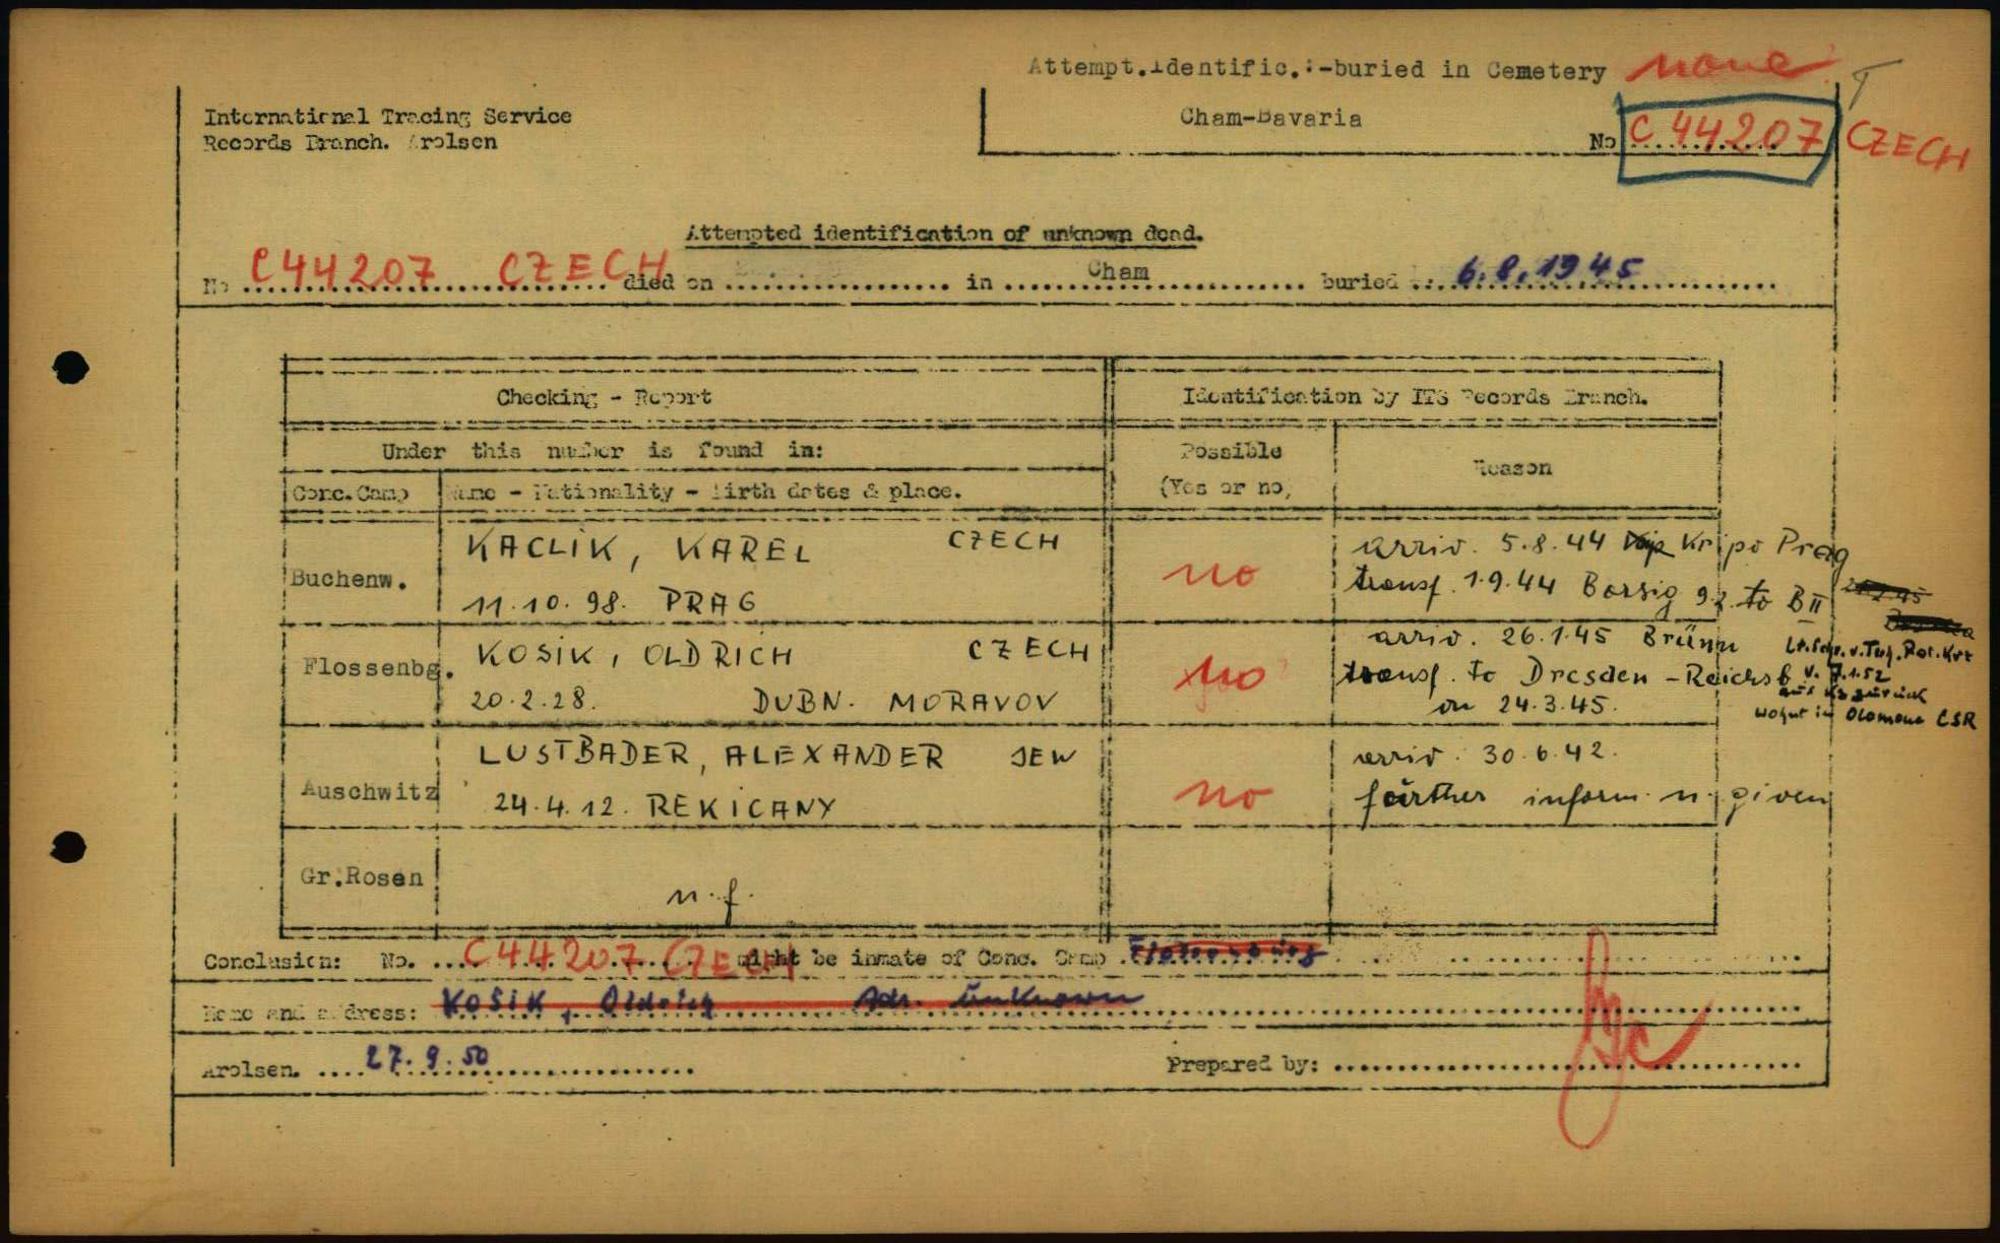 Attempt.Identific.:-buried in Cemetery none
International Tracing Service
Records Branch. Arolsen
Cham-Bavaria
No C 44207 CZECH
Attempted identification of unknown dead.
No C44207 CZECH died on in Cham buried 6.8.1945
Checking - Report
Identification by ITS Records Branch.
Under this number is found in:
Possible
(Yes or no)
Reason
Conc.Camp
Name - Nationality - Birth dates & place.
Buchenw.
KACLIK, KAREL CZECH
11.10.98. PRAG
no
arriv. 5.8.44 Kripo Prag
transf. 1.9.44 Borsig to BII
Flossenbg.
KOSIK, OLDRICH CZECH
20.2.28. DUBN. MORAVOV
no
arriv. 26.1.45 Brünn
transf. to Dresden - Reichsb
on 24.3.45.
v. 7.1.52
aus Kz zurück
wohnt in Olomouc CSR
Auschwitz
LUSTBADER, ALEXANDER JEW
24.4.12. REKICANY
no
arriv. 30.6.42.
further inform. n. given
Gr.Rosen
n.f.
Conclusion: No. C44207 CZECH might be inmate of Conc. Camp Flossenbürg
Name and address: KOSIK, Oldrich Adr. unknown
Arolsen. 27.9.50
Prepared by: